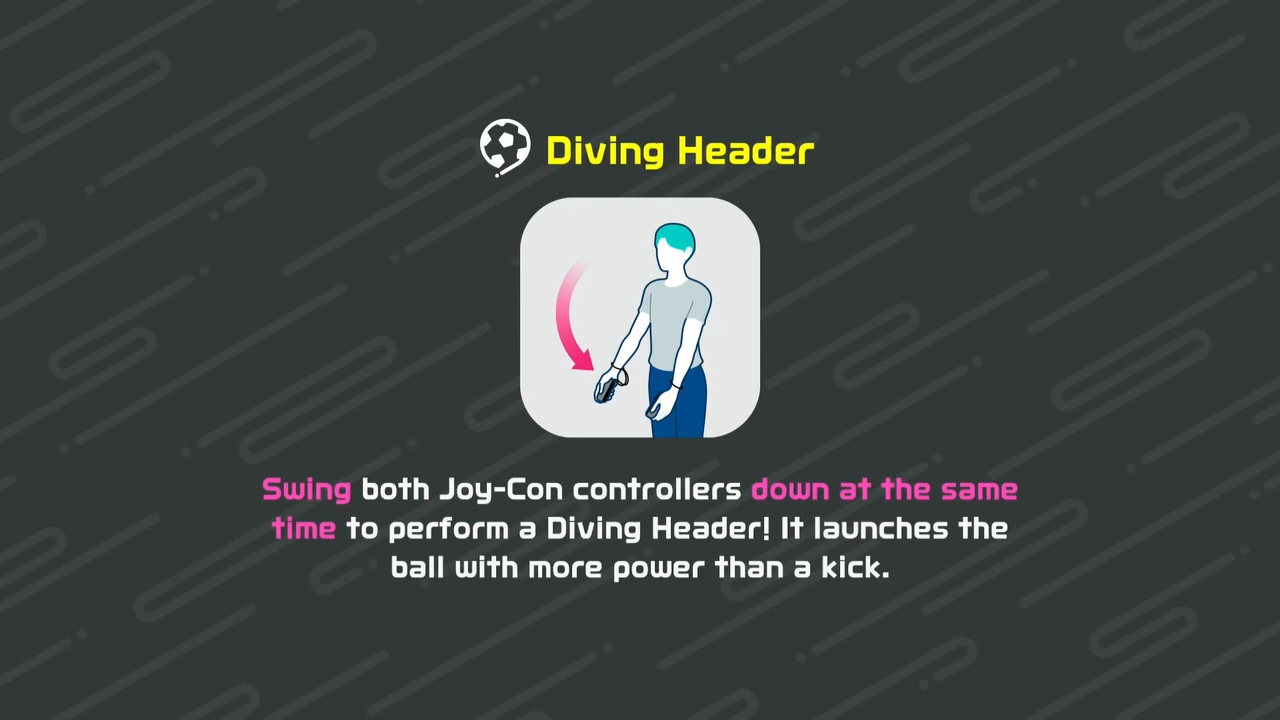 Diving Header
Swing both Joy-Con controllers down at the same
time to perform a Diving Header! It launches the
ball with more power than a kick.